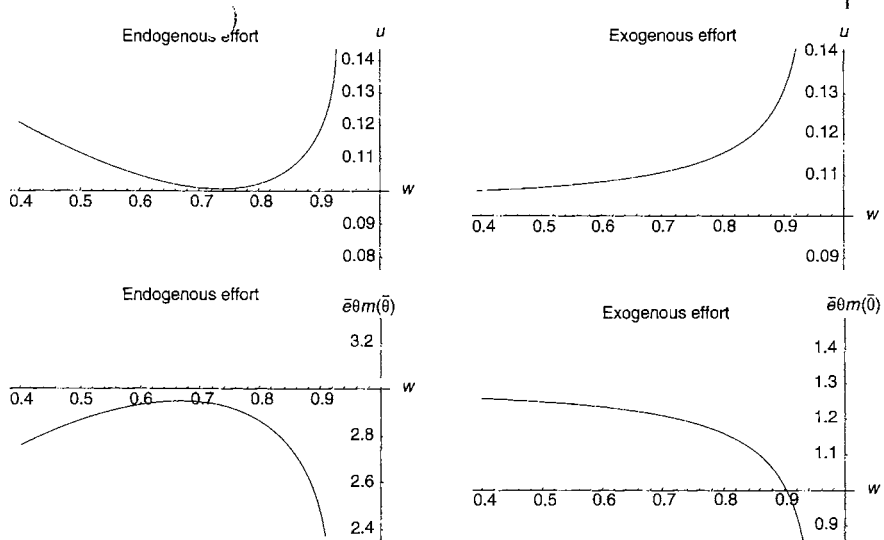 Endogenous effort
u
0.14
0.13
0.12
0.11
w
0.4 0.5 0.6 0.7 0.8 0.9
0.09
0.08
Exogenous effort
u
0.14
0.13
0.12
0.11
w
0.4 0.5 0.6 0.7 0.8 0.9
0.09
Endogenous effort
ēθm(θ̄)
3.2
w
0.4 0.5 0.6 0.7 0.8 0.9
2.8
2.6
2.4
Exogenous effort
ēθm(0̄)
1.4
1.3
1.2
1.1
w
0.4 0.5 0.6 0.7 0.8 0.9
0.9